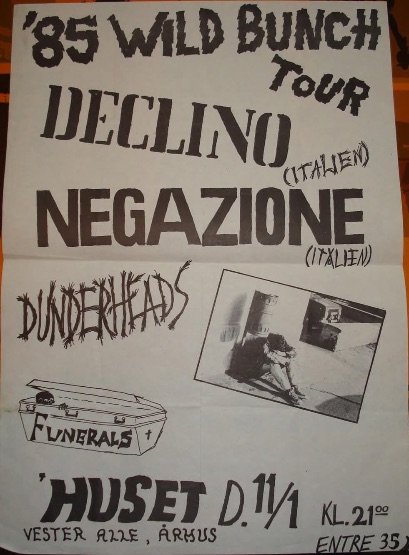 '85 WILD BUNCH
TOUR
DECLINO
(ITALIEN)
NEGAZIONE
(ITALIEN)
DUNDERHEADS
FUNERALS
'HUSET D. 11/1 KL. 21⁰⁰
VESTER ALLE, ÅRHUS
ENTRE 35